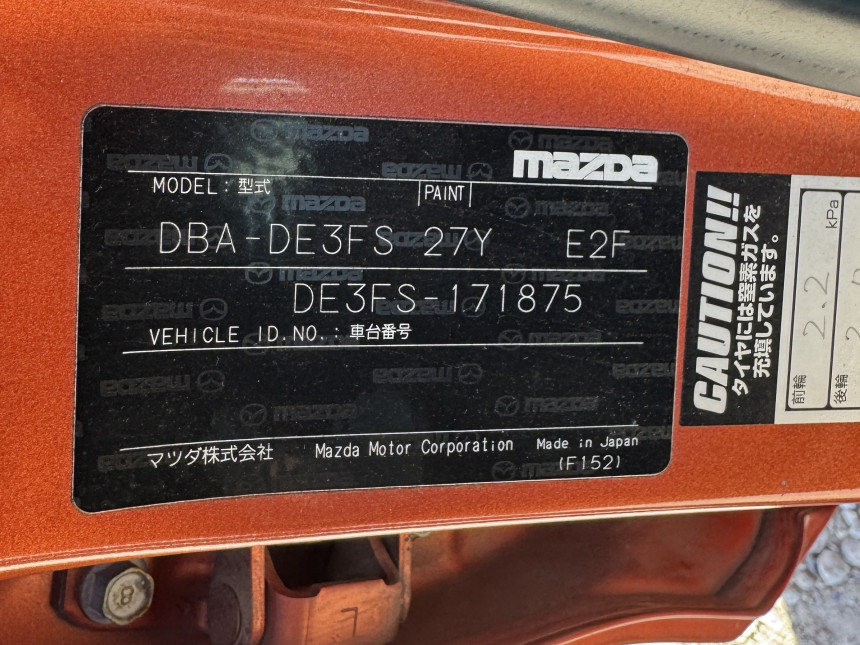 mazDa
MODEL : 型式
PAINT
DBA-DE3FS 27Y E2F
DE3FS-171875
VEHICLE ID.NO. : 車台番号
マツダ株式会社 Mazda Motor Corporation Made in Japan
(F152)
CAUTION!!
タイヤには窒素ガスを
充填しています。
前輪 2.2 kPa
後輪